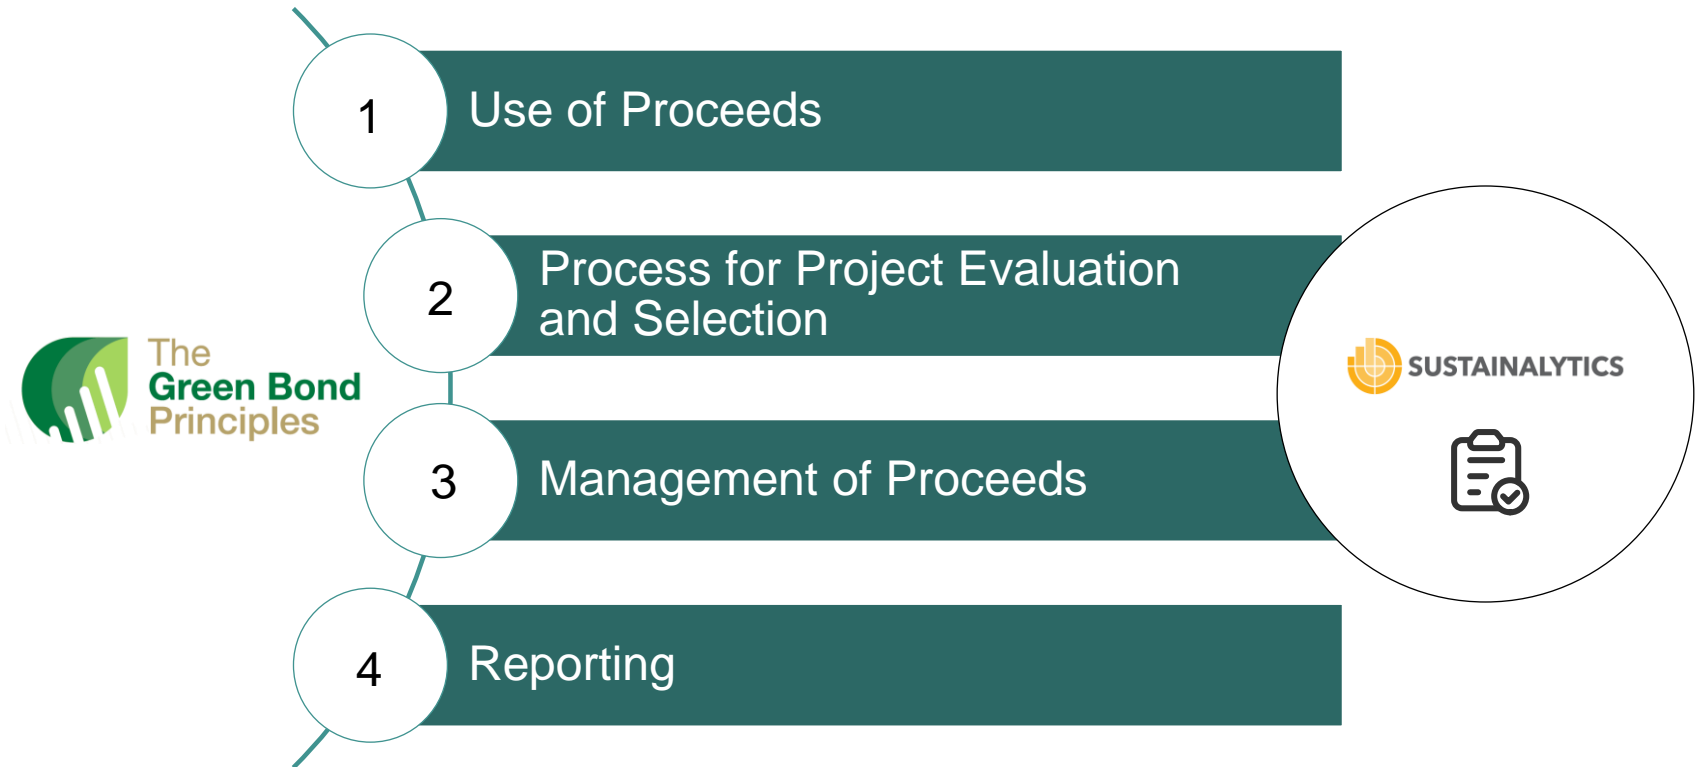 The
Green Bond
Principles
1
Use of Proceeds
2
Process for Project Evaluation
and Selection
3
Management of Proceeds
4
Reporting
SUSTAINALYTICS